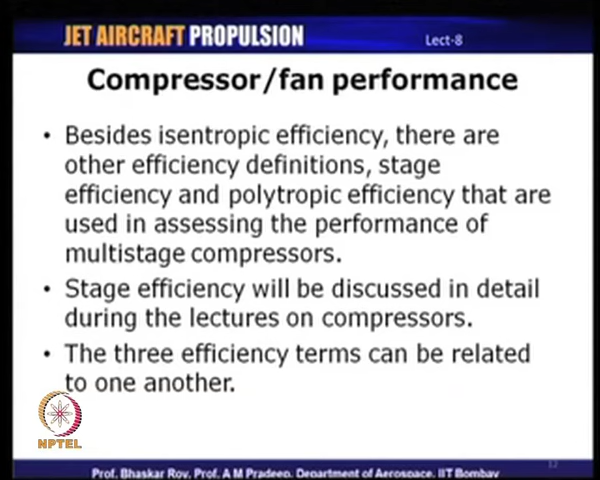 JET AIRCRAFT PROPULSION
Lect-8
Compressor/fan performance
• Besides isentropic efficiency, there are
other efficiency definitions, stage
efficiency and polytropic efficiency that are
used in assessing the performance of
multistage compressors.
• Stage efficiency will be discussed in detail
during the lectures on compressors.
• The three efficiency terms can be related
to one another.
NPTEL
12
Prof. Bhaskar Roy, Prof. A M Pradeep, Department of Aerospace, IIT Bombay